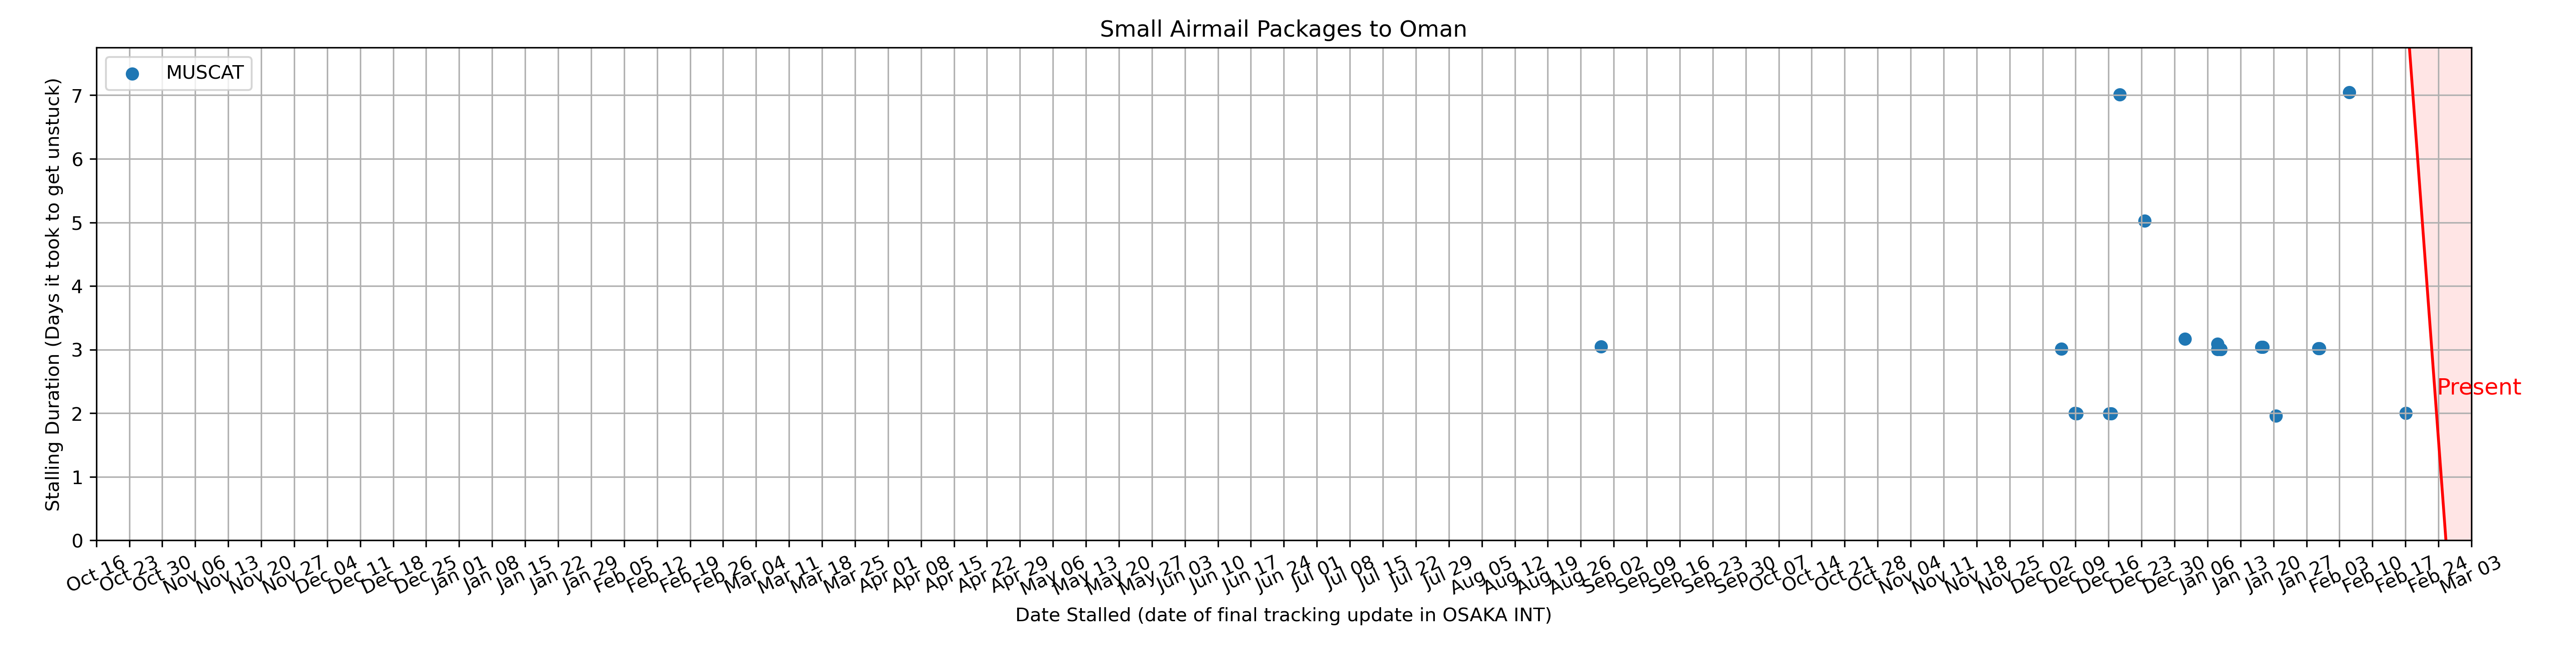 Small Airmail Packages to Oman
MUSCAT
Stalling Duration (Days it took to get unstuck)
7
6
5
4
3
2
1
0
Present
Oct 16 Oct 23 Oct 30 Nov 06 Nov 13 Nov 20 Nov 27 Dec 04 Dec 11 Dec 18 Dec 25 Jan 01 Jan 08 Jan 15 Jan 22 Jan 29 Feb 05 Feb 12 Feb 19 Feb 26 Mar 04 Mar 11 Mar 18 Mar 25 Apr 01 Apr 08 Apr 15 Apr 22 Apr 29 May 06 May 13 May 20 May 27 Jun 03 Jun 10 Jun 17 Jun 24 Jul 01 Jul 08 Jul 15 Jul 22 Jul 29 Aug 05 Aug 12 Aug 19 Aug 26 Sep 02 Sep 09 Sep 16 Sep 23 Sep 30 Oct 07 Oct 14 Oct 21 Oct 28 Nov 04 Nov 11 Nov 18 Nov 25 Dec 02 Dec 09 Dec 16 Dec 23 Dec 30 Jan 06 Jan 13 Jan 20 Jan 27 Feb 03 Feb 10 Feb 17 Feb 24 Mar 03
Date Stalled (date of final tracking update in OSAKA INT)